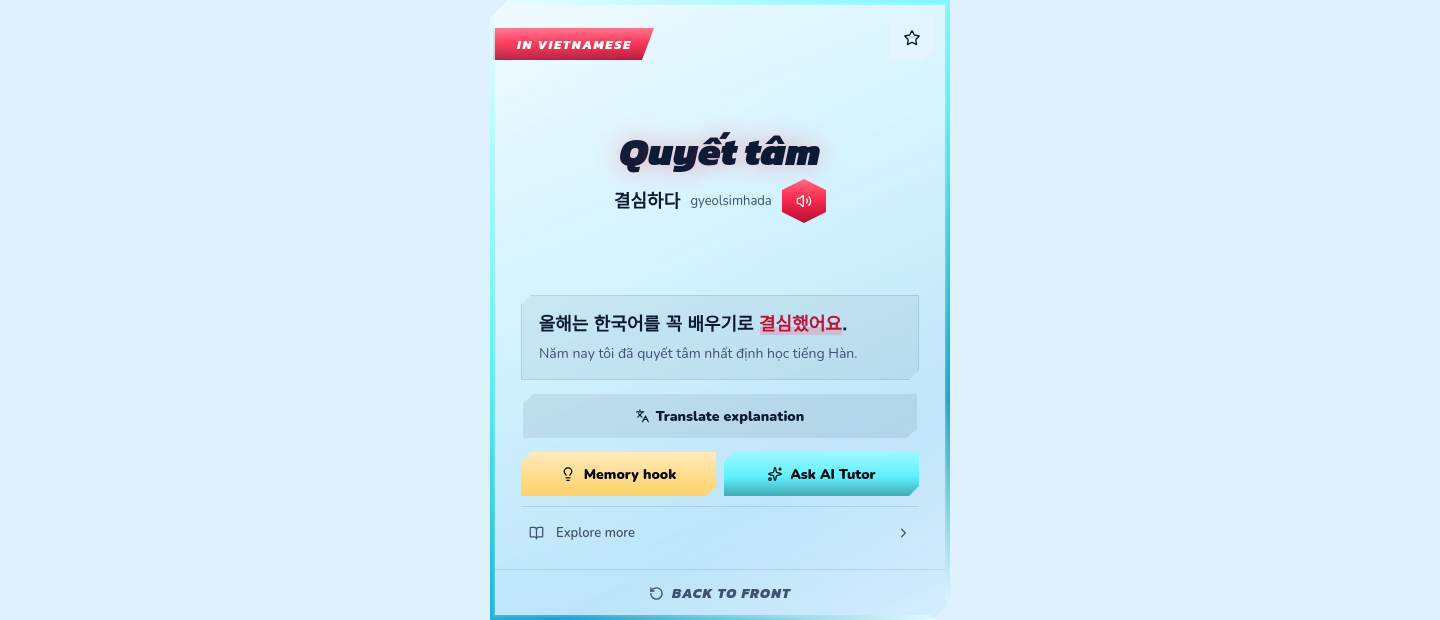 IN VIETNAMESE
Quyết tâm
결심하다 gyeolsimhada
올해는 한국어를 꼭 배우기로 결심했어요.
Năm nay tôi đã quyết tâm nhất định học tiếng Hàn.
Translate explanation
Memory hook
Ask AI Tutor
Explore more
BACK TO FRONT